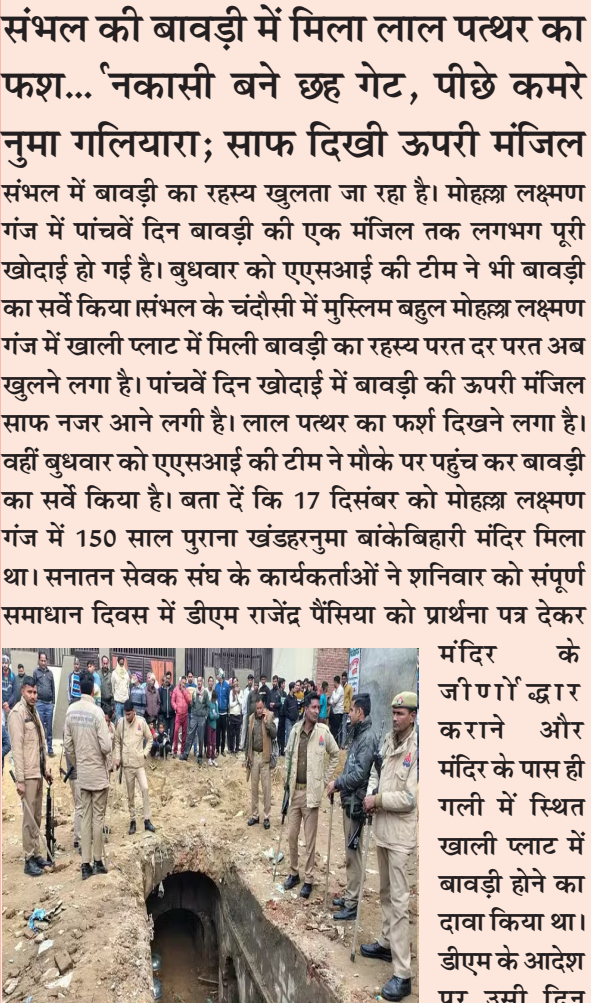 संभल की बावड़ी में मिला लाल पत्थर का
फश... र्नकासी बने छह गेट, पीछे कमरे
नुमा गलियारा; साफ दिखी ऊपरी मंजिल
संभल में बावड़ी का रहस्य खुलता जा रहा है। मोहल्ला लक्ष्मण
गंज में पांचवें दिन बावड़ी की एक मंजिल तक लगभग पूरी
खोदाई हो गई है। बुधवार को एएसआई की टीम ने भी बावड़ी
का सर्वे किया।संभल के चंदौसी में मुस्लिम बहुल मोहल्ला लक्ष्मण
गंज में खाली प्लाट में मिली बावड़ी का रहस्य परत दर परत अब
खुलने लगा है। पांचवें दिन खोदाई में बावड़ी की ऊपरी मंजिल
साफ नजर आने लगी है। लाल पत्थर का फर्श दिखने लगा है।
वहीं बुधवार को एएसआई की टीम ने मौके पर पहुंच कर बावड़ी
का सर्वे किया है। बता दें कि 17 दिसंबर को मोहल्ला लक्ष्मण
गंज में 150 साल पुराना खंडहरनुमा बांकेबिहारी मंदिर मिला
था। सनातन सेवक संघ के कार्यकर्ताओं ने शनिवार को संपूर्ण
समाधान दिवस में डीएम राजेंद्र पैंसिया को प्रार्थना पत्र देकर
मंदिर के
जीर्णोद्धार
कराने और
मंदिर के पास ही
गली में स्थित
खाली प्लाट में
बावड़ी होने का
दावा किया था।
डीएम के आदेश
पर उसी दिन